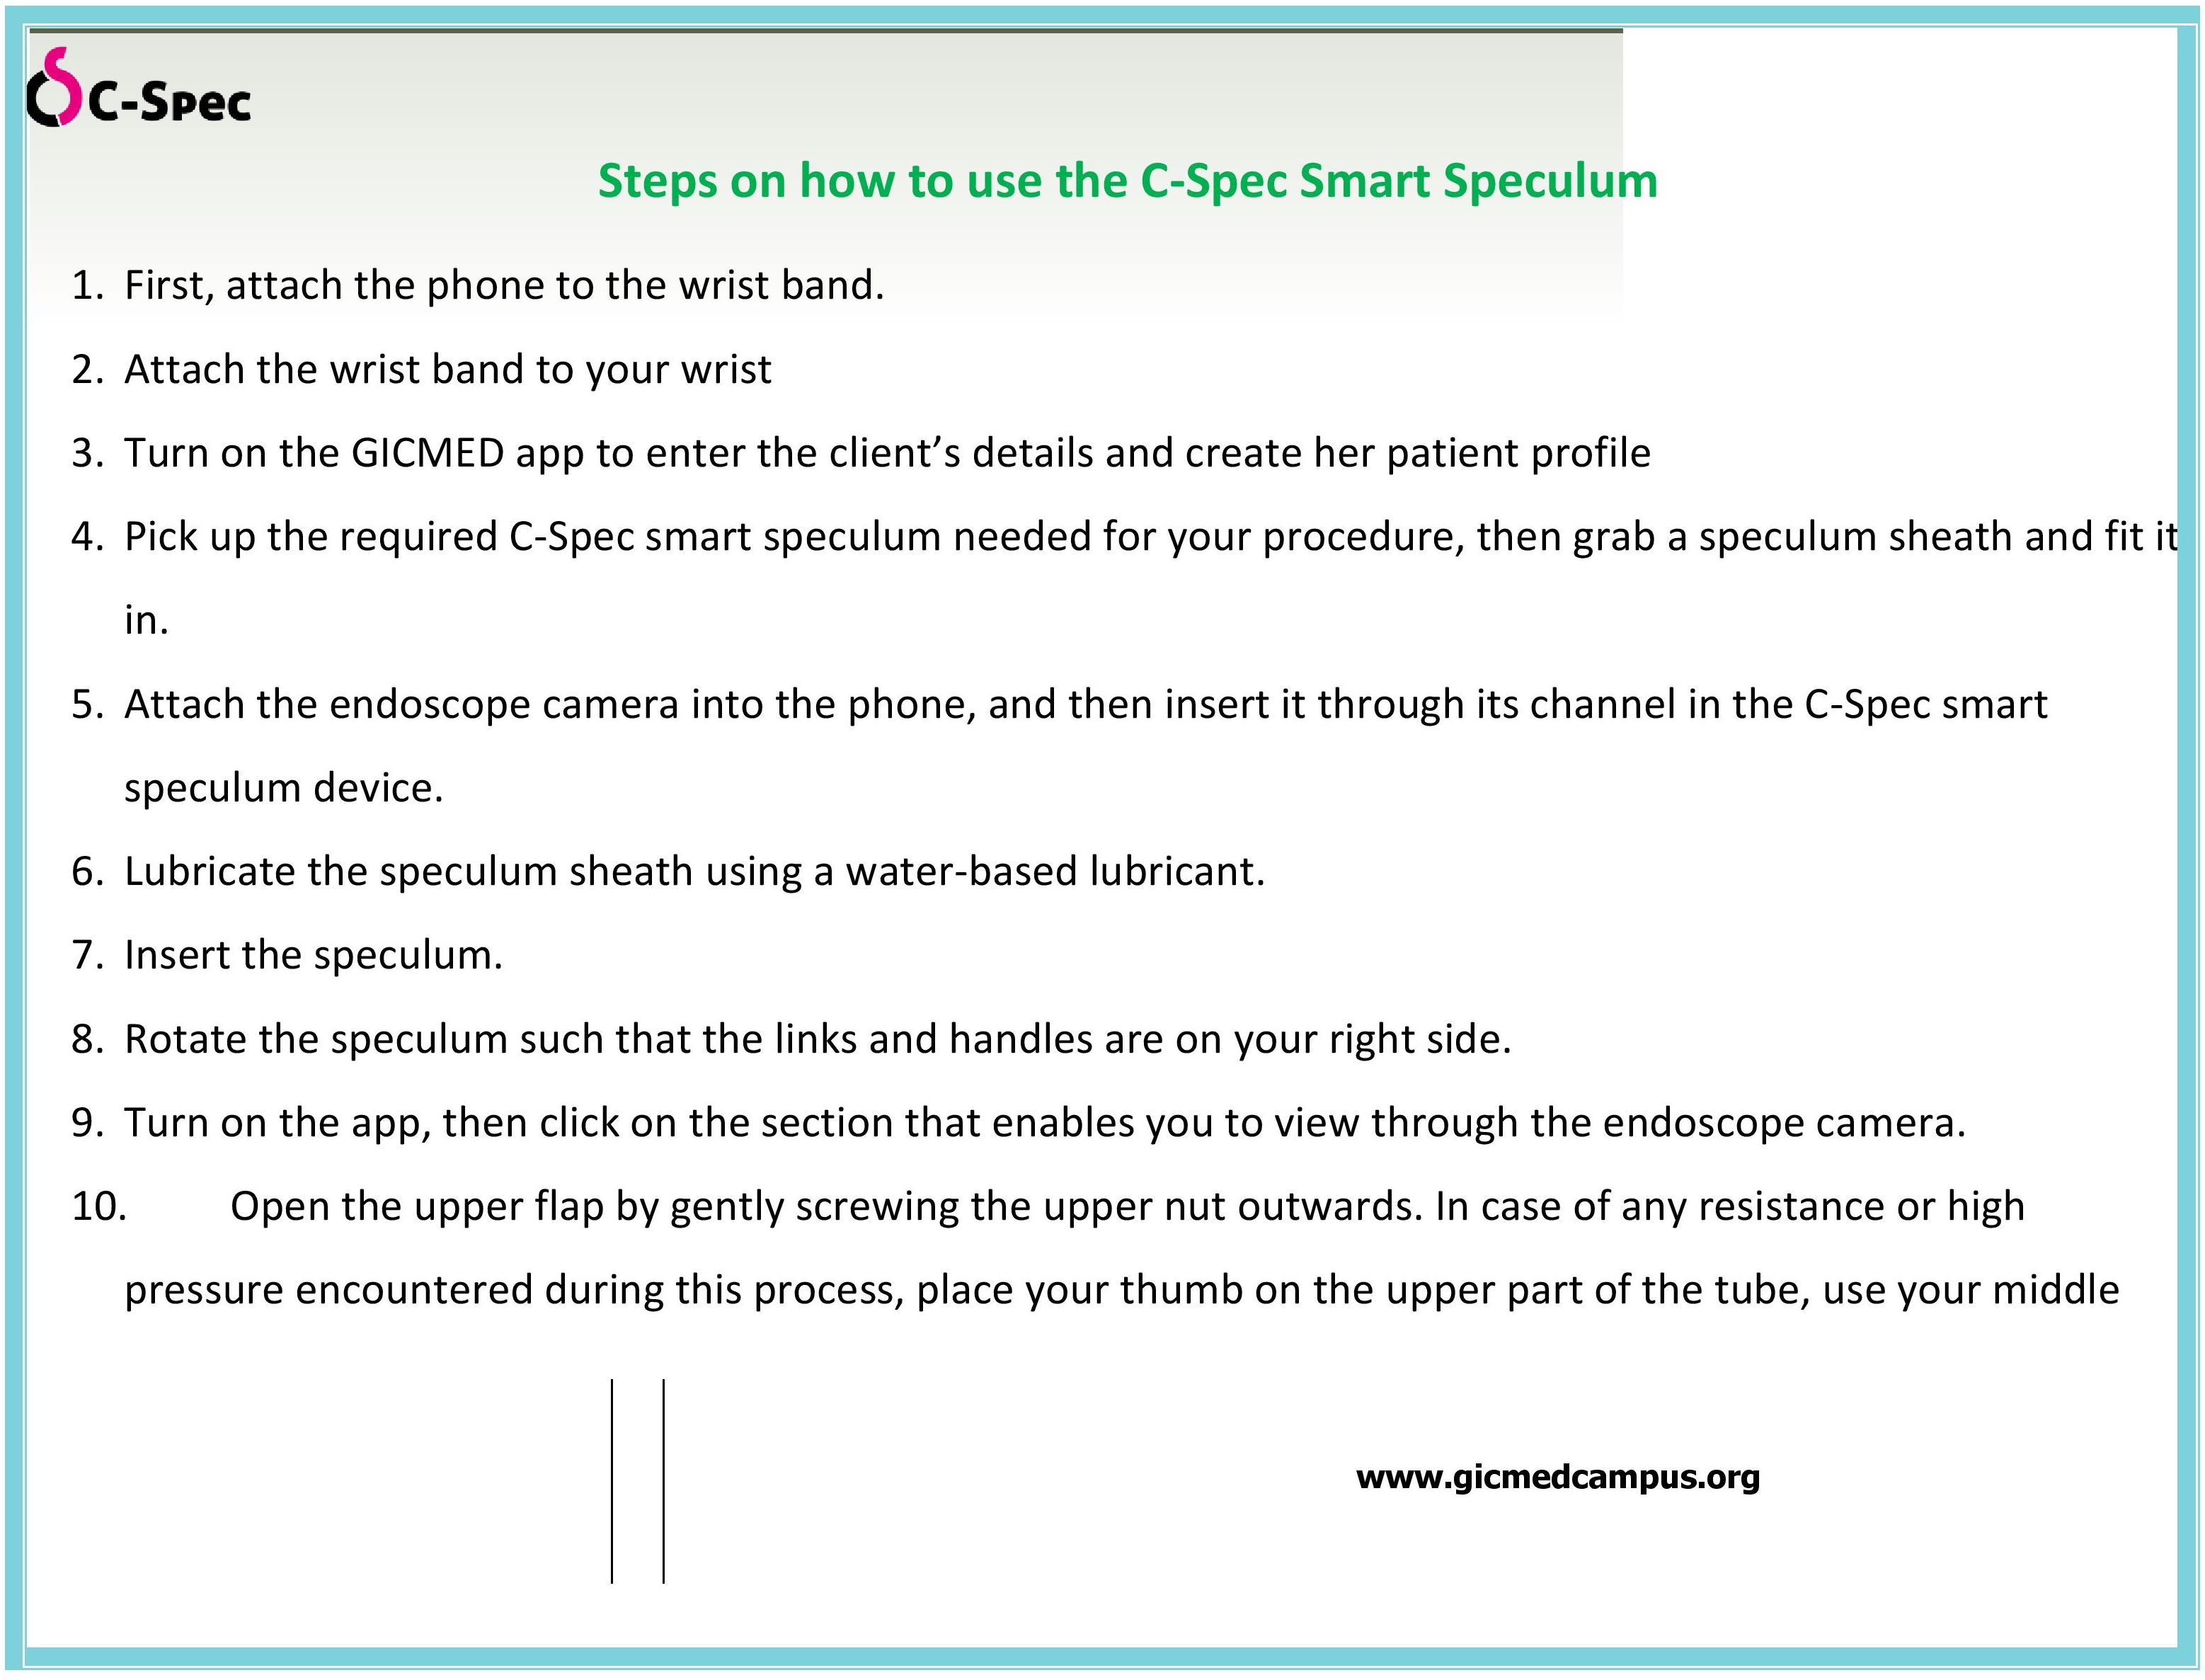 C-Spec
Steps on how to use the C-Spec Smart Speculum
1. First, attach the phone to the wrist band.
2. Attach the wrist band to your wrist
3. Turn on the GICMED app to enter the client’s details and create her patient profile
4. Pick up the required C-Spec smart speculum needed for your procedure, then grab a speculum sheath and fit it
in.
5. Attach the endoscope camera into the phone, and then insert it through its channel in the C-Spec smart
speculum device.
6. Lubricate the speculum sheath using a water-based lubricant.
7. Insert the speculum.
8. Rotate the speculum such that the links and handles are on your right side.
9. Turn on the app, then click on the section that enables you to view through the endoscope camera.
10. Open the upper flap by gently screwing the upper nut outwards. In case of any resistance or high
pressure encountered during this process, place your thumb on the upper part of the tube, use your middle
www.gicmedcampus.org